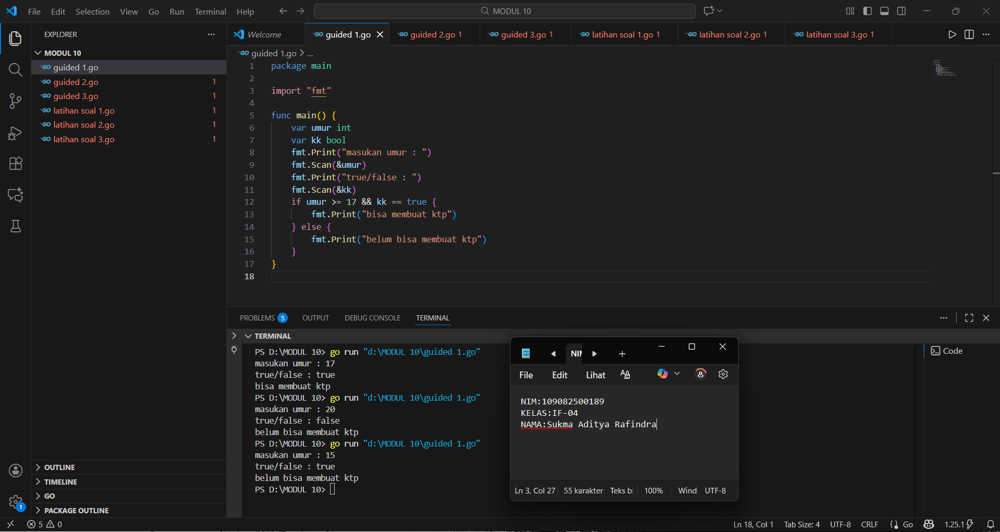 File Edit Selection View Go Run Terminal Help
MODUL 10
EXPLORER
MODUL 10
guided 1.go
guided 2.go 1
guided 3.go 1
latihan soal 1.go 1
latihan soal 2.go 1
latihan soal 3.go 1
OUTLINE
TIMELINE
GO
PACKAGE OUTLINE
1
Welcome
GO guided 1.go
GO guided 2.go 1
GO guided 3.go 1
GO latihan soal 1.go 1
GO latihan soal 2.go 1
GO latihan soal 3.go 1
GO guided 1.go > ...
1 package main
2
3 import "fmt"
4
5 func main() {
6 var umur int
7 var kk bool
8 fmt.Print("masukan umur : ")
9 fmt.Scan(&umur)
10 fmt.Print("true/false : ")
11 fmt.Scan(&kk)
12 if umur >= 17 && kk == true {
13 fmt.Print("bisa membuat ktp")
14 } else {
15 fmt.Print("belum bisa membuat ktp")
16 }
17 }
18
PROBLEMS 5 OUTPUT DEBUG CONSOLE TERMINAL
TERMINAL
PS D:\MODUL 10> go run "d:\MODUL 10\guided 1.go"
masukan umur : 17
true/false : true
bisa membuat ktp
PS D:\MODUL 10> go run "d:\MODUL 10\guided 1.go"
masukan umur : 20
true/false : false
belum bisa membuat ktp
PS D:\MODUL 10> go run "d:\MODUL 10\guided 1.go"
masukan umur : 15
true/false : true
belum bisa membuat ktp
PS D:\MODUL 10>
Code
NIM
File Edit Lihat
NIM:109082500189
KELAS:IF-04
NAMA:Sukma Aditya Rafindra
Ln 3, Col 27 55 karakter Teks bi 100% Wind UTF-8
5 0
Ln 18, Col 1 Tab Size: 4 UTF-8 CRLF Go 1.25.1